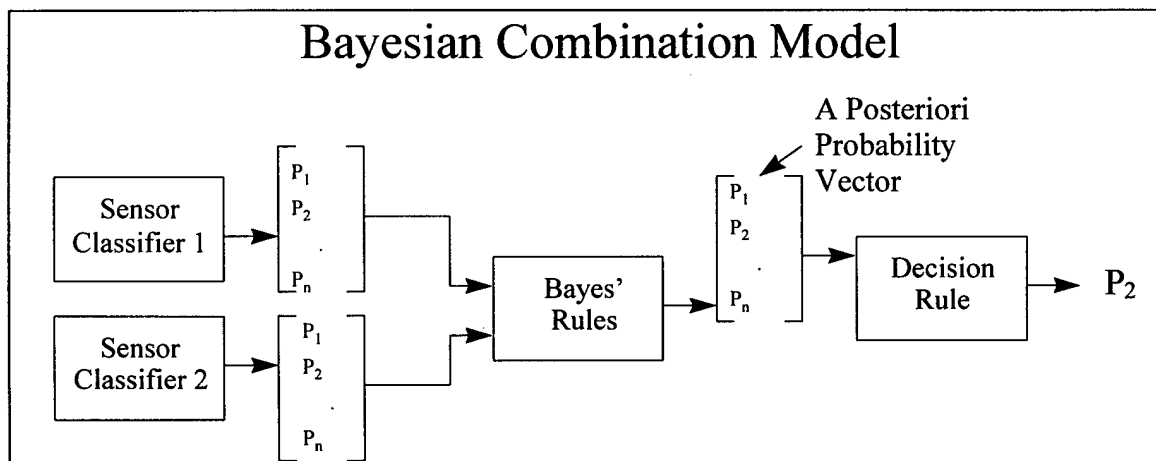 Bayesian Combination Model
A Posteriori
Probability
Vector
Sensor
Classifier 1
P₁
P₂
.
Pₙ
Sensor
Classifier 2
P₁
P₂
.
Pₙ
Bayes’
Rules
P₁
P₂
.
Pₙ
Decision
Rule
P₂